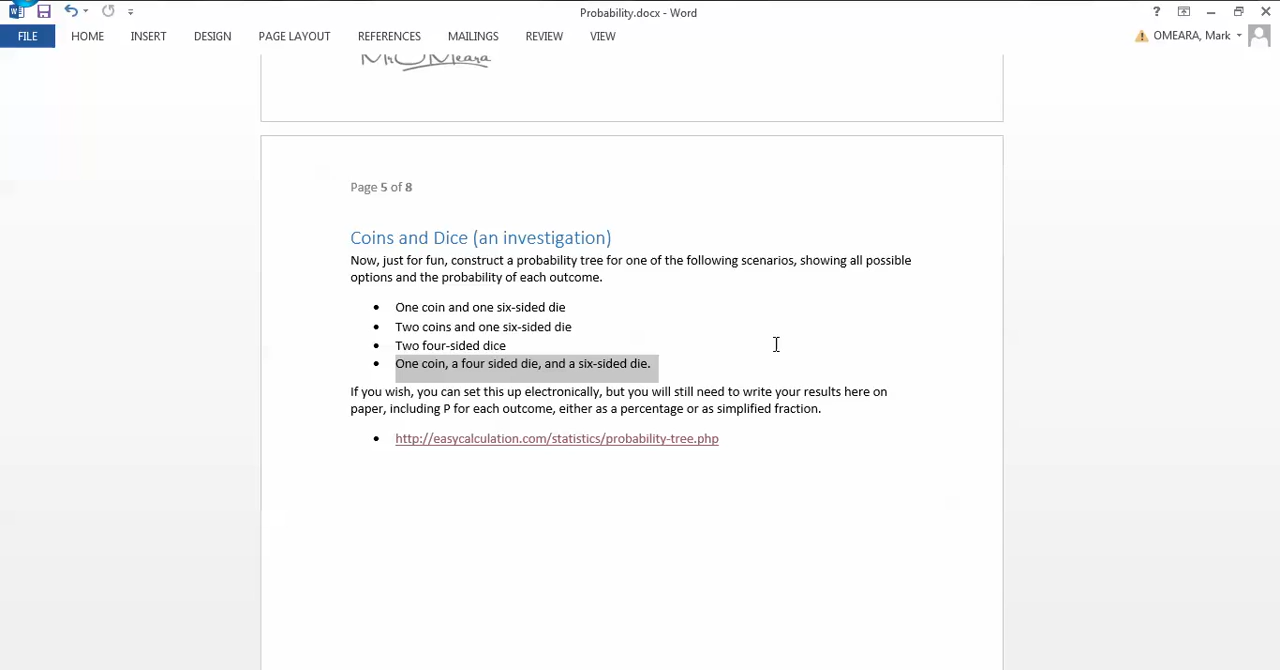 Probability.docx - Word
?
FILE HOME INSERT DESIGN PAGE LAYOUT REFERENCES MAILINGS REVIEW VIEW OMEARA, Mark
Mr O'Meara
Page 5 of 8
Coins and Dice (an investigation)
Now, just for fun, construct a probability tree for one of the following scenarios, showing all possible
options and the probability of each outcome.
• One coin and one six-sided die
• Two coins and one six-sided die
• Two four-sided dice
• One coin, a four sided die, and a six-sided die.
If you wish, you can set this up electronically, but you will still need to write your results here on
paper, including P for each outcome, either as a percentage or as simplified fraction.
• http://easycalculation.com/statistics/probability-tree.php